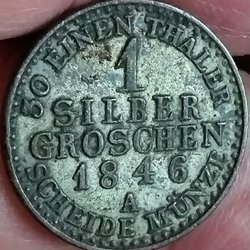 30 EINEN THALER
1
SILBER
GROSCHEN
1846
A
SCHEIDE MÜNZE